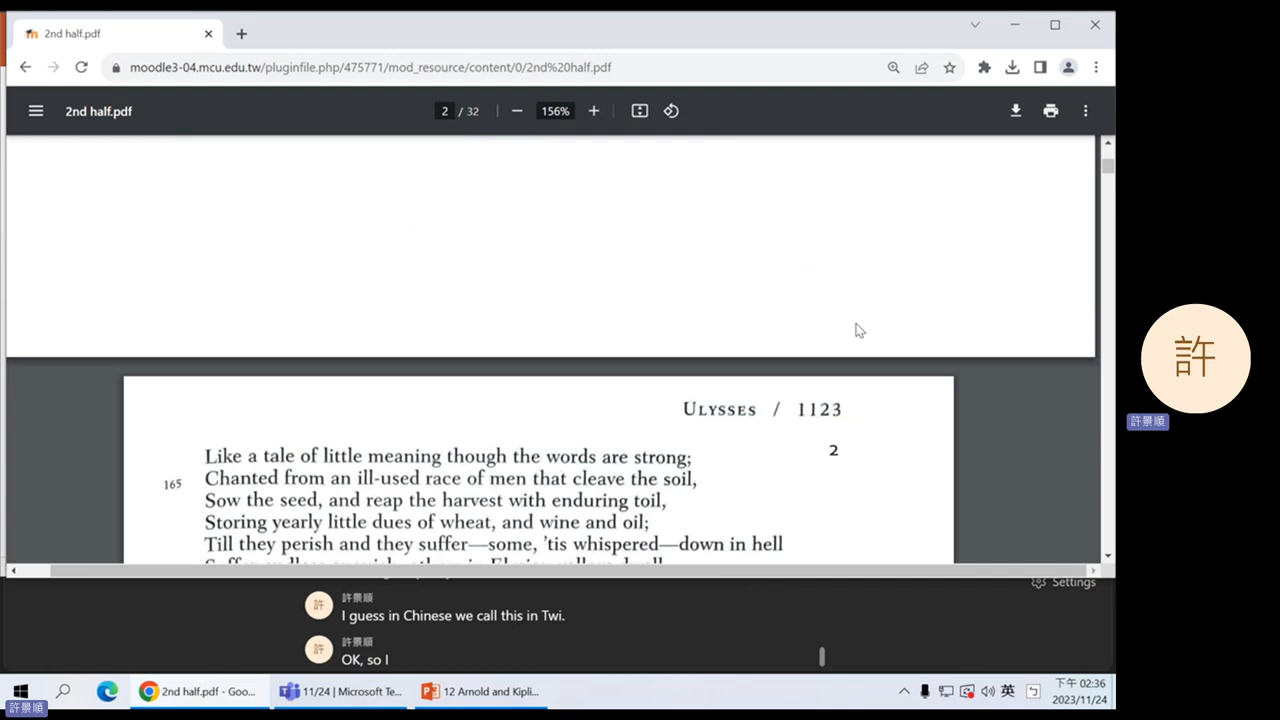 2nd half.pdf
moodle3-04.mcu.edu.tw/pluginfile.php/475771/mod_resource/content/0/2nd%20half.pdf
2nd half.pdf
2 / 32
156%
ULYSSES / 1123
2
Like a tale of little meaning though the words are strong;
165 Chanted from an ill-used race of men that cleave the soil,
Sow the seed, and reap the harvest with enduring toil,
Storing yearly little dues of wheat, and wine and oil;
Till they perish and they suffer—some, 'tis whispered—down in hell
許
許景順
Settings
許 許景順
I guess in Chinese we call this in Twi.
許 許景順
OK, so I
2nd half.pdf - Goo...
11/24 | Microsoft Te...
12 Arnold and Kipli...
英
下午 02:36
2023/11/24
許景順